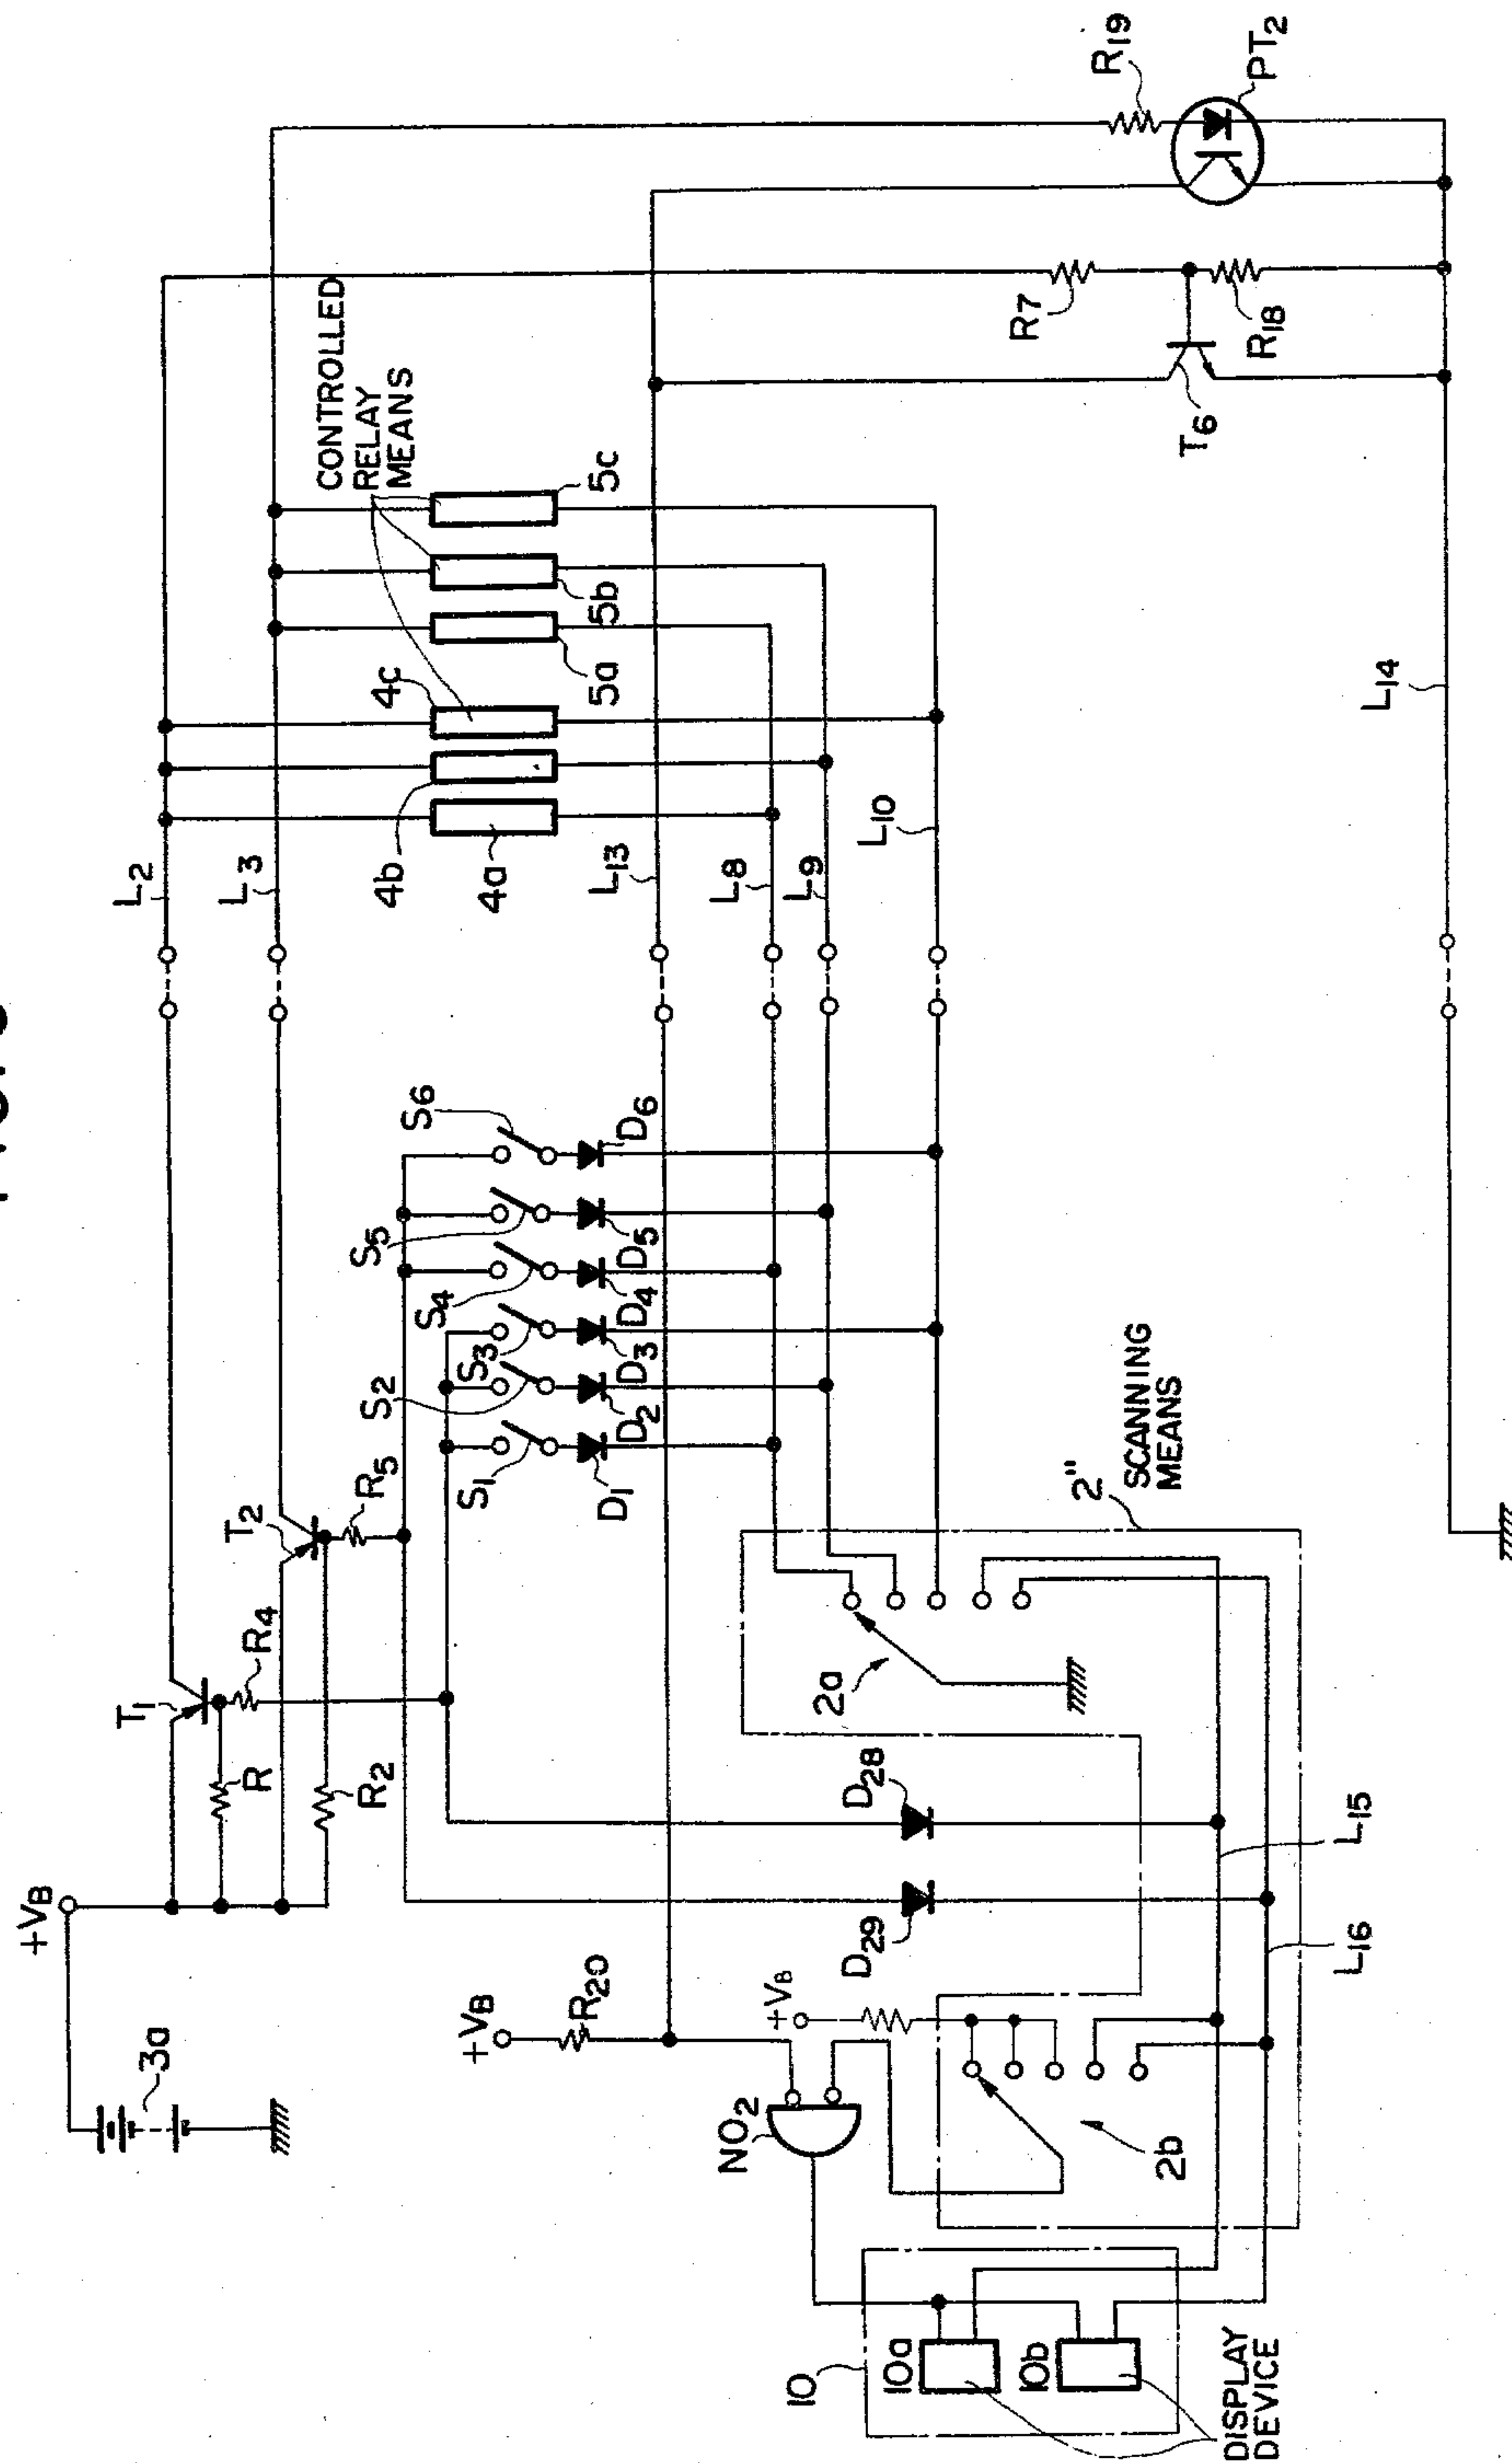 +VB
3a
T1
R
R4
R2
T2
R5
L2
L3
S1
S2
S3
S4
S5
S6
D1
D2
D3
D4
D5
D6
4a
4b
4c
5a
5b
5c
CONTROLLED
RELAY
MEANS
L13
L8
L9
L10
L14
R7
R18
T6
R19
PT2
+VB
R20
+VB
NO2
D28
D29
2a
2b
2"
SCANNING
MEANS
L15
L16
10
10a
10b
DISPLAY
DEVICE